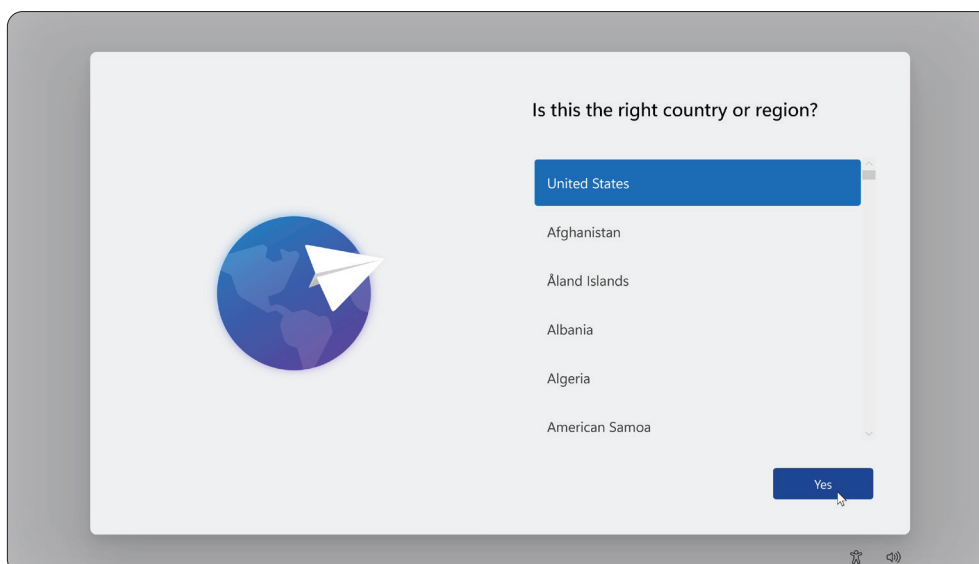 Is this the right country or region?
United States
Afghanistan
Åland Islands
Albania
Algeria
American Samoa
Yes